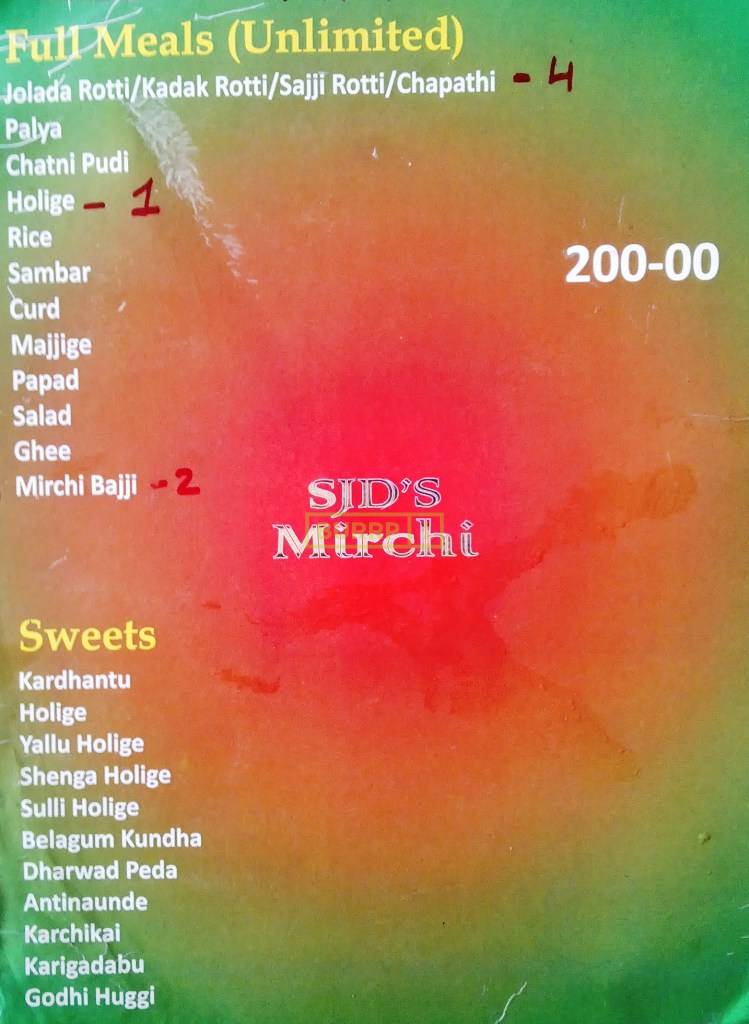 Full Meals (Unlimited)
Jolada Rotti/Kadak Rotti/Sajji Rotti/Chapathi - 4
Palya
Chatni Pudi
Holige - 1
Rice
200-00
Sambar
Curd
Majjige
Papad
Salad
Ghee
Mirchi Bajji - 2
SJD'S
Mirchi
Sweets
Kardhantu
Holige
Yallu Holige
Shenga Holige
Sulli Holige
Belagum Kundha
Dharwad Peda
Antinaunde
Karchikai
Karigadabu
Godhi Huggi